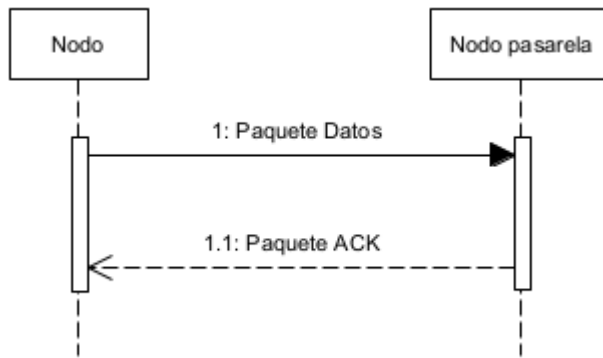 Nodo
Nodo pasarela
1: Paquete Datos
1.1: Paquete ACK